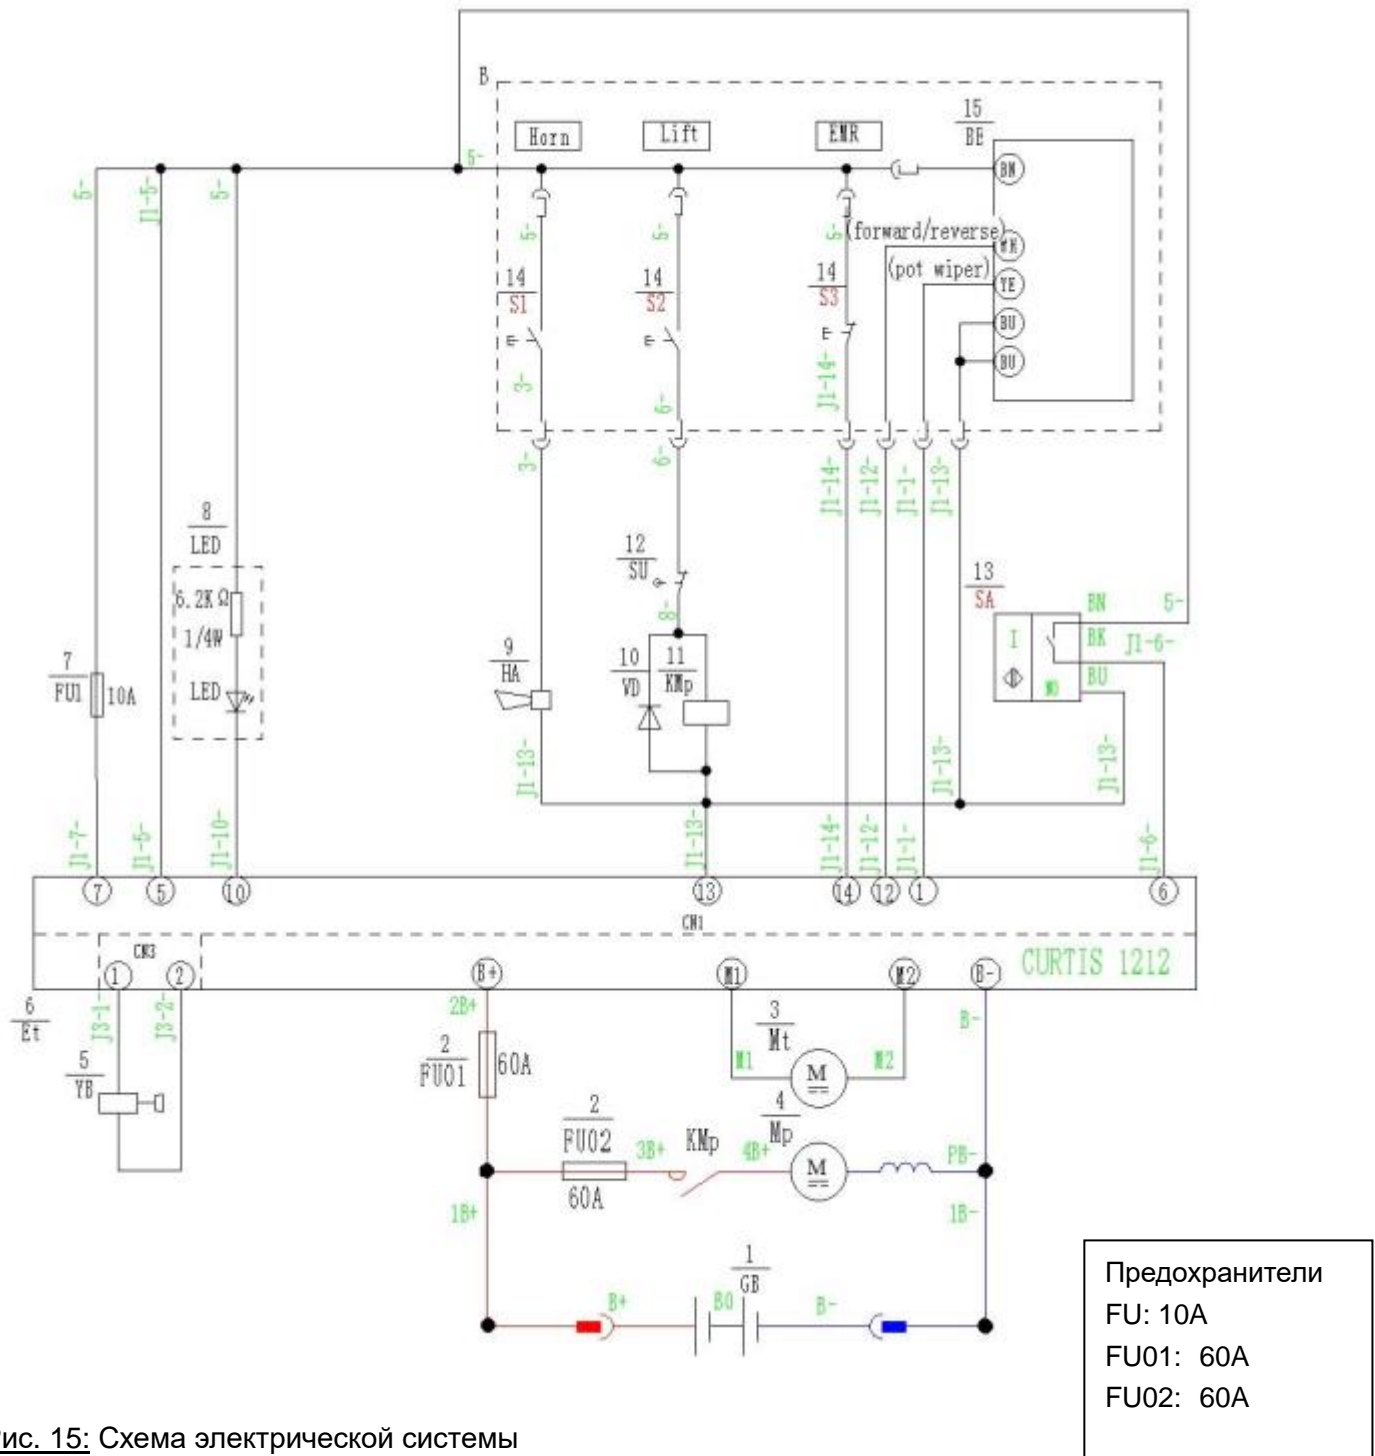 B
Horn
Lift
EMR
15
BE
BN
5-
5-
J1-5-
5-
5-
5-
5-
(forward/reverse)
WH
(pot wiper)
YE
14
S1
14
S2
14
S3
BU
BU
3-
6-
J1-14-
3-
6-
J1-14-
J1-12-
J1-1-
J1-13-
8
LED
6.2KΩ
1/4W
LED
12
SU
8-
13
SA
I
NO
BN
5-
BK
J1-6-
BU
7
FU1
10A
9
HA
10
VD
11
KMp
J1-13-
J1-13-
J1-13-
J1-7-
J1-5-
J1-10-
J1-13-
J1-14-
J1-12-
J1-1-
J1-6-
7
5
10
13
14
12
1
6
CN1
CN3
CURTIS 1212
1
2
B+
M1
M2
B-
6
Et
J3-1-
J3-2-
5
YB
2B+
2
FU01
60A
3
Mt
M1
M
M2
B-
2
FU02
60A
3B+
KMp
4B+
4
Mp
M
PB-
1B+
1B-
1
GB
B+
B0
B-
Предохранители
FU: 10A
FU01: 60A
FU02: 60A
ис. 15: Схема электрической системы